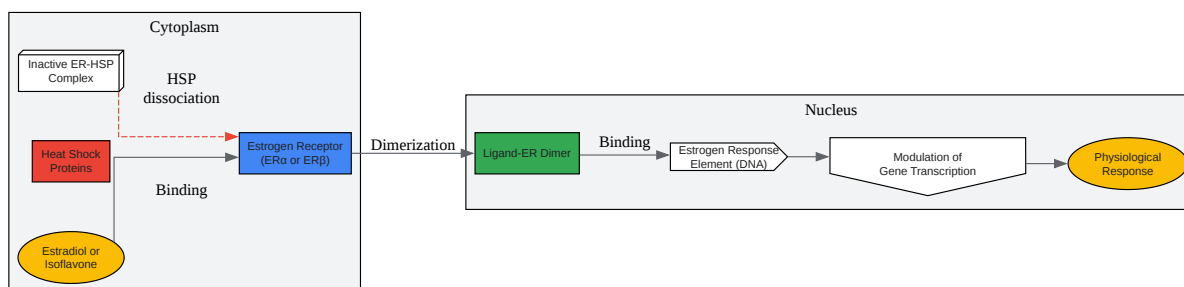 Cytoplasm
Inactive ER-HSP
Complex
HSP
dissociation
Heat Shock
Proteins
Estrogen Receptor
(ERα or ERβ)
Binding
Estradiol or
Isoflavone
Dimerization
Nucleus
Ligand-ER Dimer
Binding
Estrogen Response
Element (DNA)
Modulation of
Gene Transcription
Physiological
Response